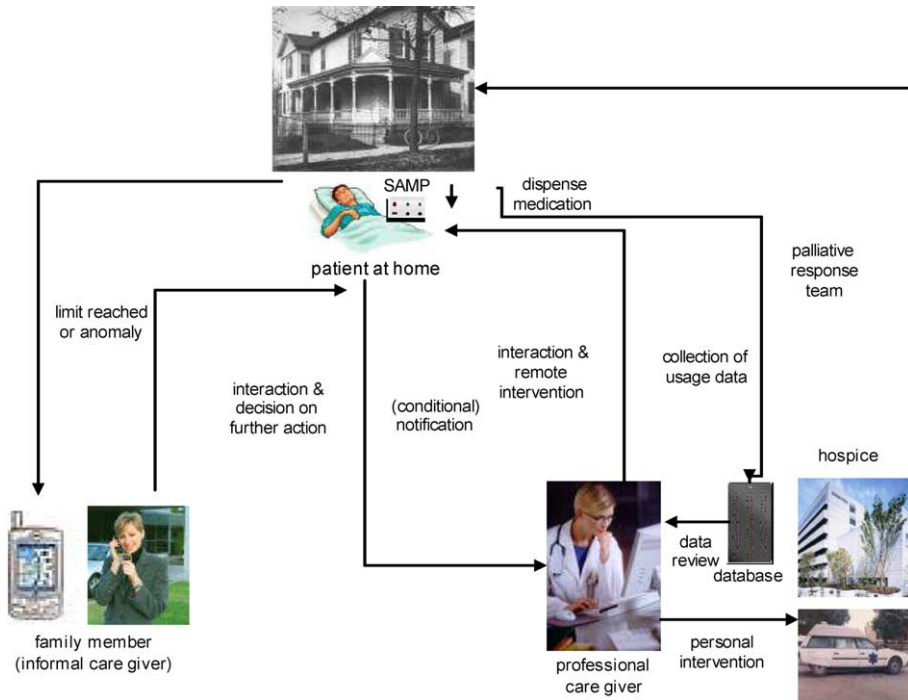 SAMP
dispense
medication
patient at home
palliative
response
team
limit reached
or anomaly
interaction &
decision on
further action
(conditional)
notification
interaction &
remote
intervention
collection of
usage data
hospice
data
review
database
family member
(informal care giver)
professional
care giver
personal
intervention